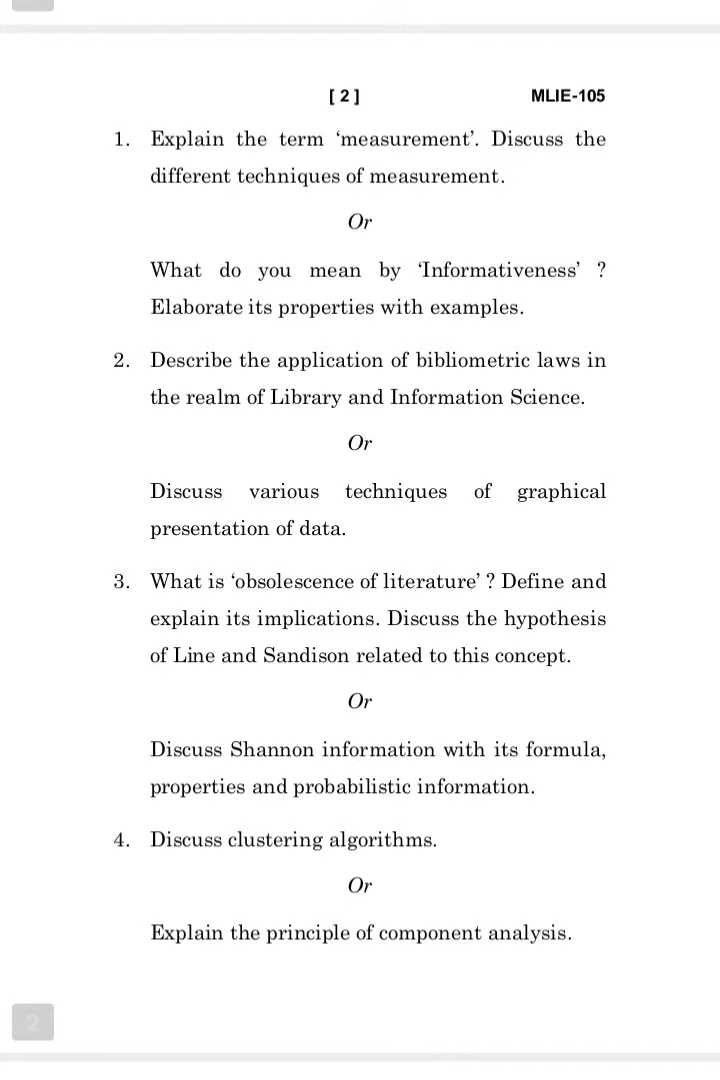 [ 2 ] MLIE-105
1. Explain the term ‘measurement’. Discuss the
different techniques of measurement.
Or
What do you mean by ‘Informativeness’ ?
Elaborate its properties with examples.
2. Describe the application of bibliometric laws in
the realm of Library and Information Science.
Or
Discuss various techniques of graphical
presentation of data.
3. What is ‘obsolescence of literature’ ? Define and
explain its implications. Discuss the hypothesis
of Line and Sandison related to this concept.
Or
Discuss Shannon information with its formula,
properties and probabilistic information.
4. Discuss clustering algorithms.
Or
Explain the principle of component analysis.
2